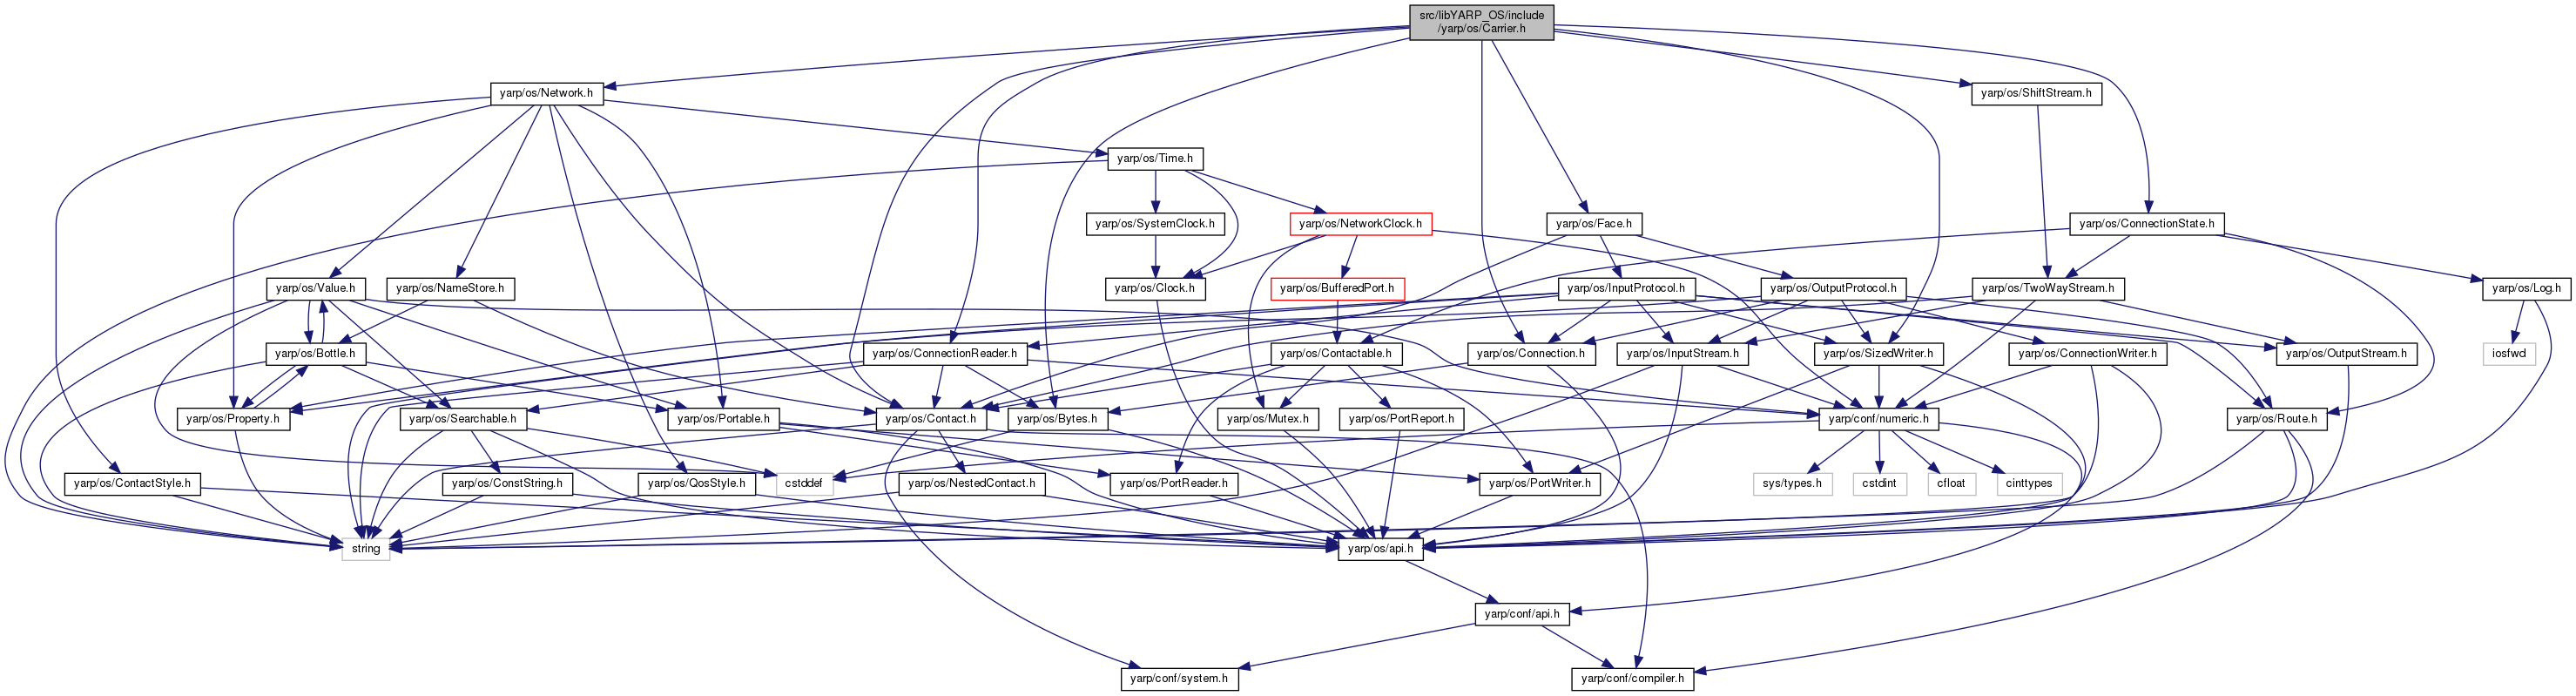 src/libYARP_OS/include
/yarp/os/Carrier.h
yarp/os/Network.h
yarp/os/ShiftStream.h
yarp/os/Time.h
yarp/os/SystemClock.h
yarp/os/NetworkClock.h
yarp/os/Face.h
yarp/os/ConnectionState.h
yarp/os/Value.h
yarp/os/NameStore.h
yarp/os/Clock.h
yarp/os/BufferedPort.h
yarp/os/InputProtocol.h
yarp/os/OutputProtocol.h
yarp/os/TwoWayStream.h
yarp/os/Log.h
yarp/os/Bottle.h
yarp/os/ConnectionReader.h
yarp/os/Contactable.h
yarp/os/Connection.h
yarp/os/InputStream.h
yarp/os/SizedWriter.h
yarp/os/ConnectionWriter.h
yarp/os/OutputStream.h
iosfwd
yarp/os/Property.h
yarp/os/Searchable.h
yarp/os/Portable.h
yarp/os/Contact.h
yarp/os/Bytes.h
yarp/os/Mutex.h
yarp/os/PortReport.h
yarp/conf/numeric.h
yarp/os/Route.h
yarp/os/ContactStyle.h
yarp/os/ConstString.h
yarp/os/QosStyle.h
cstddef
yarp/os/NestedContact.h
yarp/os/PortReader.h
yarp/os/PortWriter.h
sys/types.h
cstdint
cfloat
cinttypes
string
yarp/os/api.h
yarp/conf/api.h
yarp/conf/system.h
yarp/conf/compiler.h